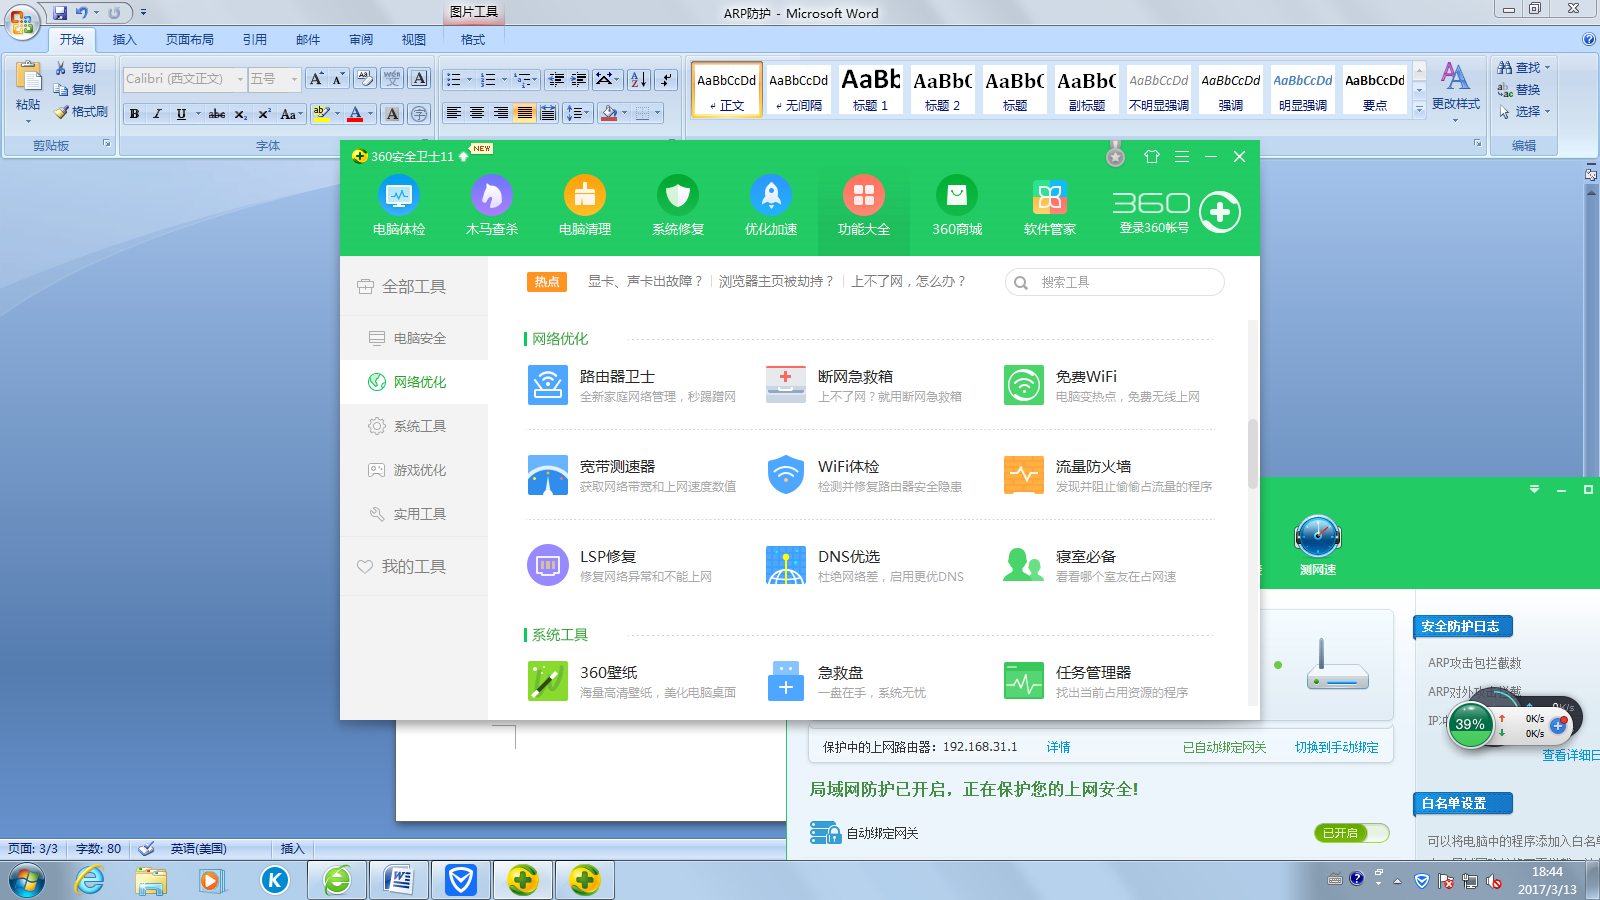 ARP防护 - Microsoft Word
图片工具
开始
插入
页面布局
引用
邮件
审阅
视图
格式
粘贴
剪切
复制
格式刷
剪贴板
Calibri (西文正文)
五号
字体
AaBbCcDd
正文
AaBbCcDd
无间隔
AaBb
标题 1
AaBbC
标题 2
AaBbC
标题
AaBbC
副标题
AaBbCcDd
不明显强调
AaBbCcDd
强调
AaBbCcDd
明显强调
AaBbCcDd
要点
更改样式
查找
替换
选择
编辑
360安全卫士11
NEW
电脑体检
木马查杀
电脑清理
系统修复
优化加速
功能大全
360商城
软件管家
360
登录360帐号
全部工具
电脑安全
网络优化
系统工具
游戏优化
实用工具
我的工具
热点
显卡、声卡出故障？
浏览器主页被劫持？
上不了网，怎么办？
搜索工具
网络优化
路由器卫士
全新家庭网络管理，秒踢蹭网
断网急救箱
上不了网？就用断网急救箱
免费WiFi
电脑变热点，免费无线上网
宽带测速器
获取网络带宽和上网速度数值
WiFi体检
检测并修复路由器安全隐患
流量防火墙
发现并阻止偷偷占流量的程序
LSP修复
修复网络异常和不能上网
DNS优选
杜绝网络差，启用更优DNS
寝室必备
看看哪个室友在占网速
系统工具
360壁纸
海量高清壁纸，美化电脑桌面
急救盘
一盘在手，系统无忧
任务管理器
找出当前占用资源的程序
测网速
安全防护日志
ARP攻击包拦截数
ARP对外攻击拦截
39%
0K/s
0K/s
查看详细日
保护中的上网路由器：192.168.31.1
详情
已自动绑定网关
切换到手动绑定
局域网防护已开启，正在保护您的上网安全!
自动绑定网关
已开启
白名单设置
可以将电脑中的程序添加入白名单
页面: 3/3
字数: 80
英语(美国)
插入
18:44
2017/3/13